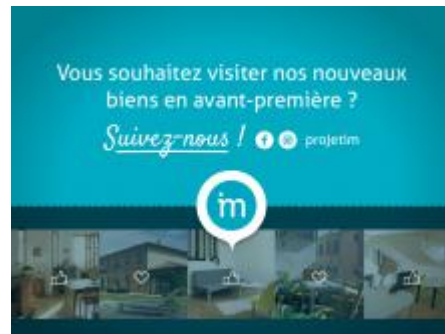 Vous souhaitez visiter nos nouveaux
biens en avant-première ?
Suivez-nous ! f projetim
im